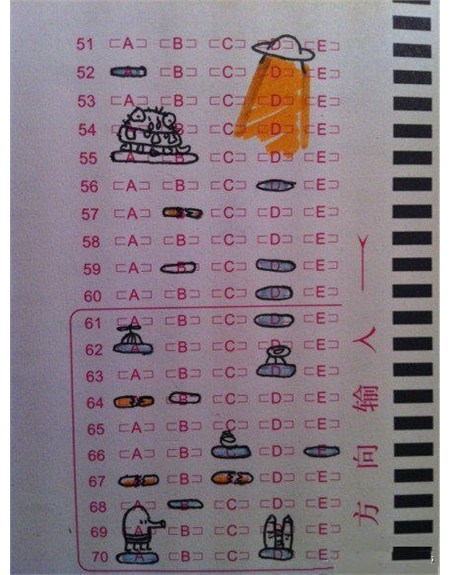 51 A B C D E
52 A B C E
53 A B C E
54 B C E
55 A B C D E
56 A B C D E
57 A C D E
58 A B C D E
59 A B C D E
60 A B C D E
61 A B C D E
62 A B C D E
63 A B C D E
64 B C D E
65 A B C D E
66 A B D
67 B D E
68 A C D E
69 A B C D E
70 A B C D E
方向输入